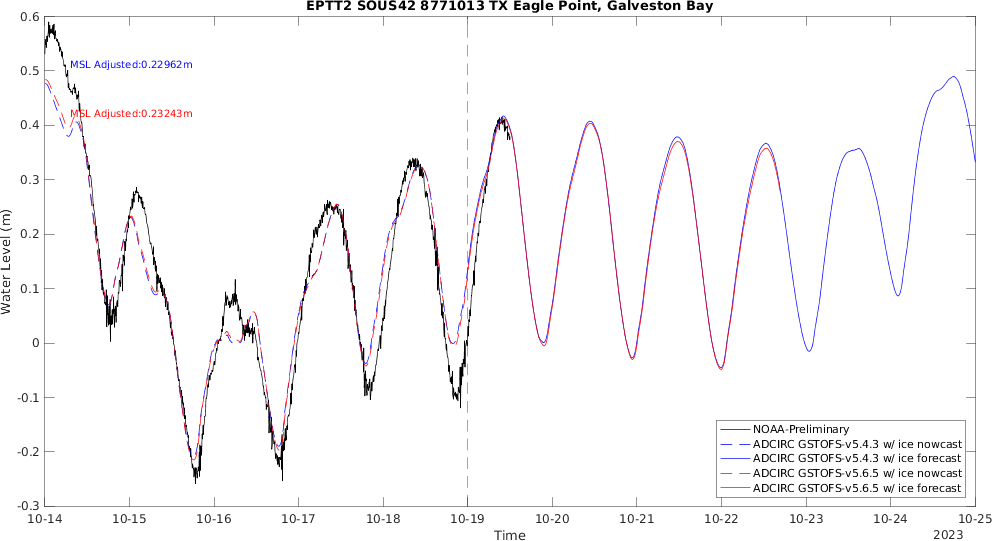 EPTT2 SOUS42 8771013 TX Eagle Point, Galveston Bay
0.6
0.5
0.4
0.3
0.2
0.1
0
-0.1
-0.2
-0.3
Water Level (m)
MSL Adjusted:0.22962m
MSL Adjusted:0.23243m
NOAA-Preliminary
ADCIRC GSTOFS-v5.4.3 w/ ice nowcast
ADCIRC GSTOFS-v5.4.3 w/ ice forecast
ADCIRC GSTOFS-v5.6.5 w/ ice nowcast
ADCIRC GSTOFS-v5.6.5 w/ ice forecast
10-14 10-15 10-16 10-17 10-18 10-19 10-20 10-21 10-22 10-23 10-24 10-25
Time
2023